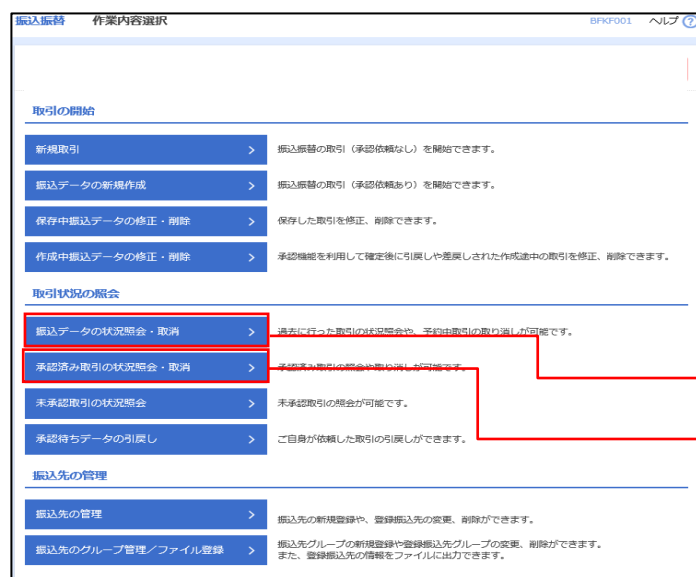 振込振替 作業内容選択 BFKF001 ヘルプ ?
取引の開始
新規取引 > 振込振替の取引（承認依頼なし）を開始できます。
振込データの新規作成 > 振込振替の取引（承認依頼あり）を開始できます。
保存中振込データの修正・削除 > 保存した取引を修正、削除できます。
作成中振込データの修正・削除 > 承認機能を利用して確定後に引戻しや差戻しされた作成途中の取引を修正、削除できます。
取引状況の照会
振込データの状況照会・取消 > 過去に行った取引の状況照会や、予約中取引の取り消しが可能です。
承認済み取引の状況照会・取消 > 承認済み取引の照会や取り消しが可能です。
未承認取引の状況照会 > 未承認取引の照会が可能です。
承認待ちデータの引戻し > ご自身が依頼した取引の引戻しができます。
振込先の管理
振込先の管理 > 振込先の新規登録や、登録振込先の変更、削除ができます。
振込先のグループ管理／ファイル登録 > 振込先グループの新規登録や登録振込先グループの変更、削除ができます。
また、登録振込先の情報をファイルに出力できます。